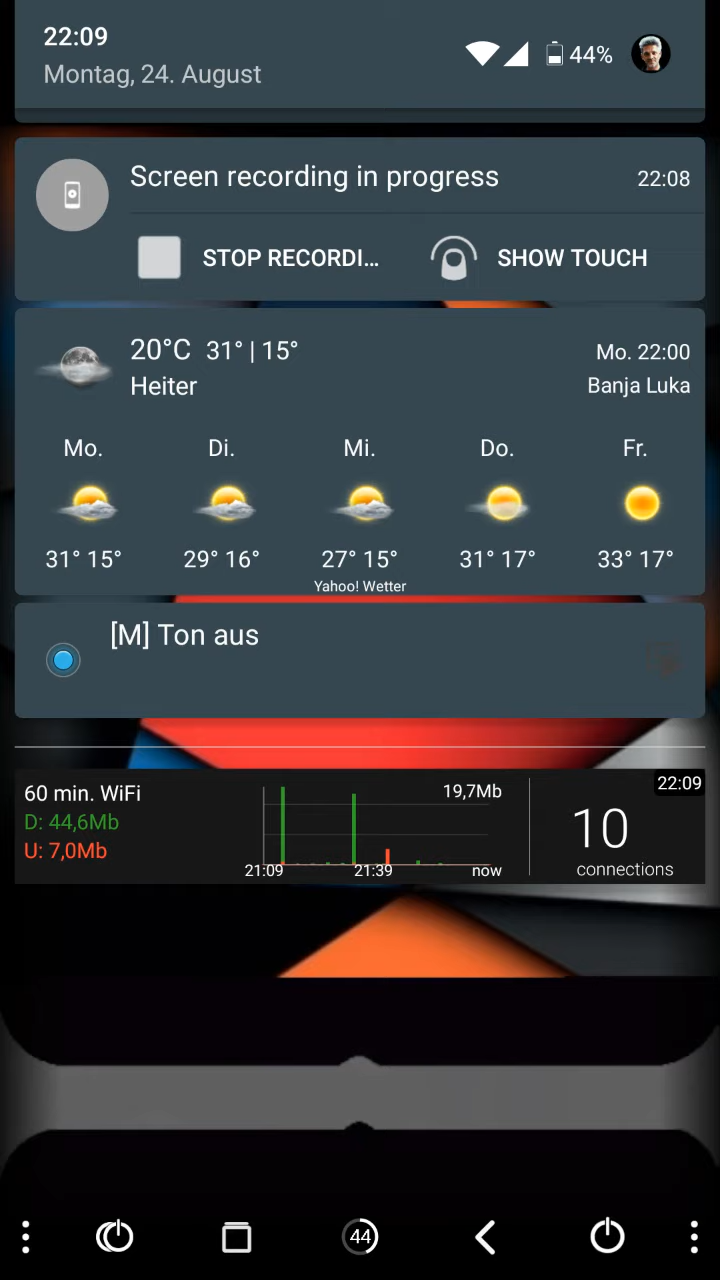 22:09
Montag, 24. August
44%
Screen recording in progress
22:08
STOP RECORDI...
SHOW TOUCH
20°C 31° | 15°
Mo. 22:00
Heiter
Banja Luka
Mo. Di. Mi. Do. Fr.
31° 15° 29° 16° 27° 15° 31° 17° 33° 17°
Yahoo! Wetter
[M] Ton aus
60 min. WiFi
D: 44,6Mb
U: 7,0Mb
19,7Mb
21:09 21:39 now
22:09
10
connections
44